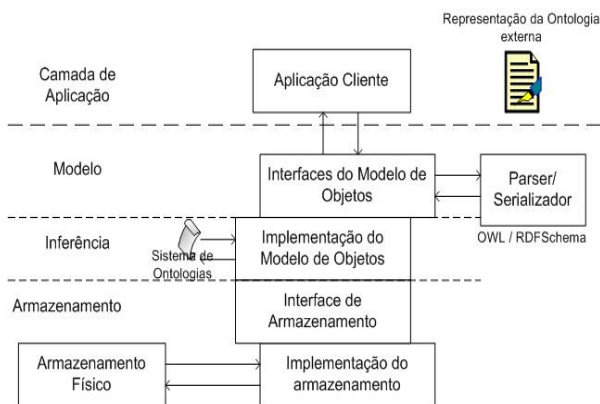 Representação da Ontologia
externa
Camada de
Aplicação
Aplicação Cliente
Modelo
Interfaces do Modelo de
Objetos
Parser/
Serializador
OWL / RDFSchema
Inferência
Sistema de
Ontologias
Implementação do
Modelo de Objetos
Armazenamento
Interface de
Armazenamento
Armazenamento
Físico
Implementação do
armazenamento